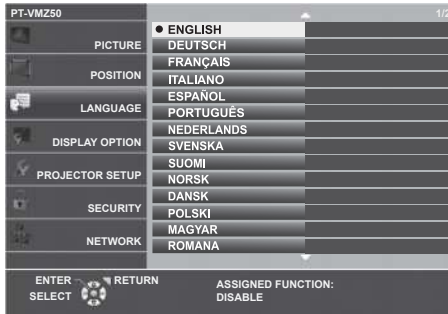 PT-VMZ50
1/2
PICTURE
POSITION
LANGUAGE
DISPLAY OPTION
PROJECTOR SETUP
SECURITY
NETWORK
ENGLISH
DEUTSCH
FRANÇAIS
ITALIANO
ESPAÑOL
PORTUGUÊS
NEDERLANDS
SVENSKA
SUOMI
NORSK
DANSK
POLSKI
MAGYAR
ROMANA
ENTER
RETURN
SELECT
ASSIGNED FUNCTION:
DISABLE